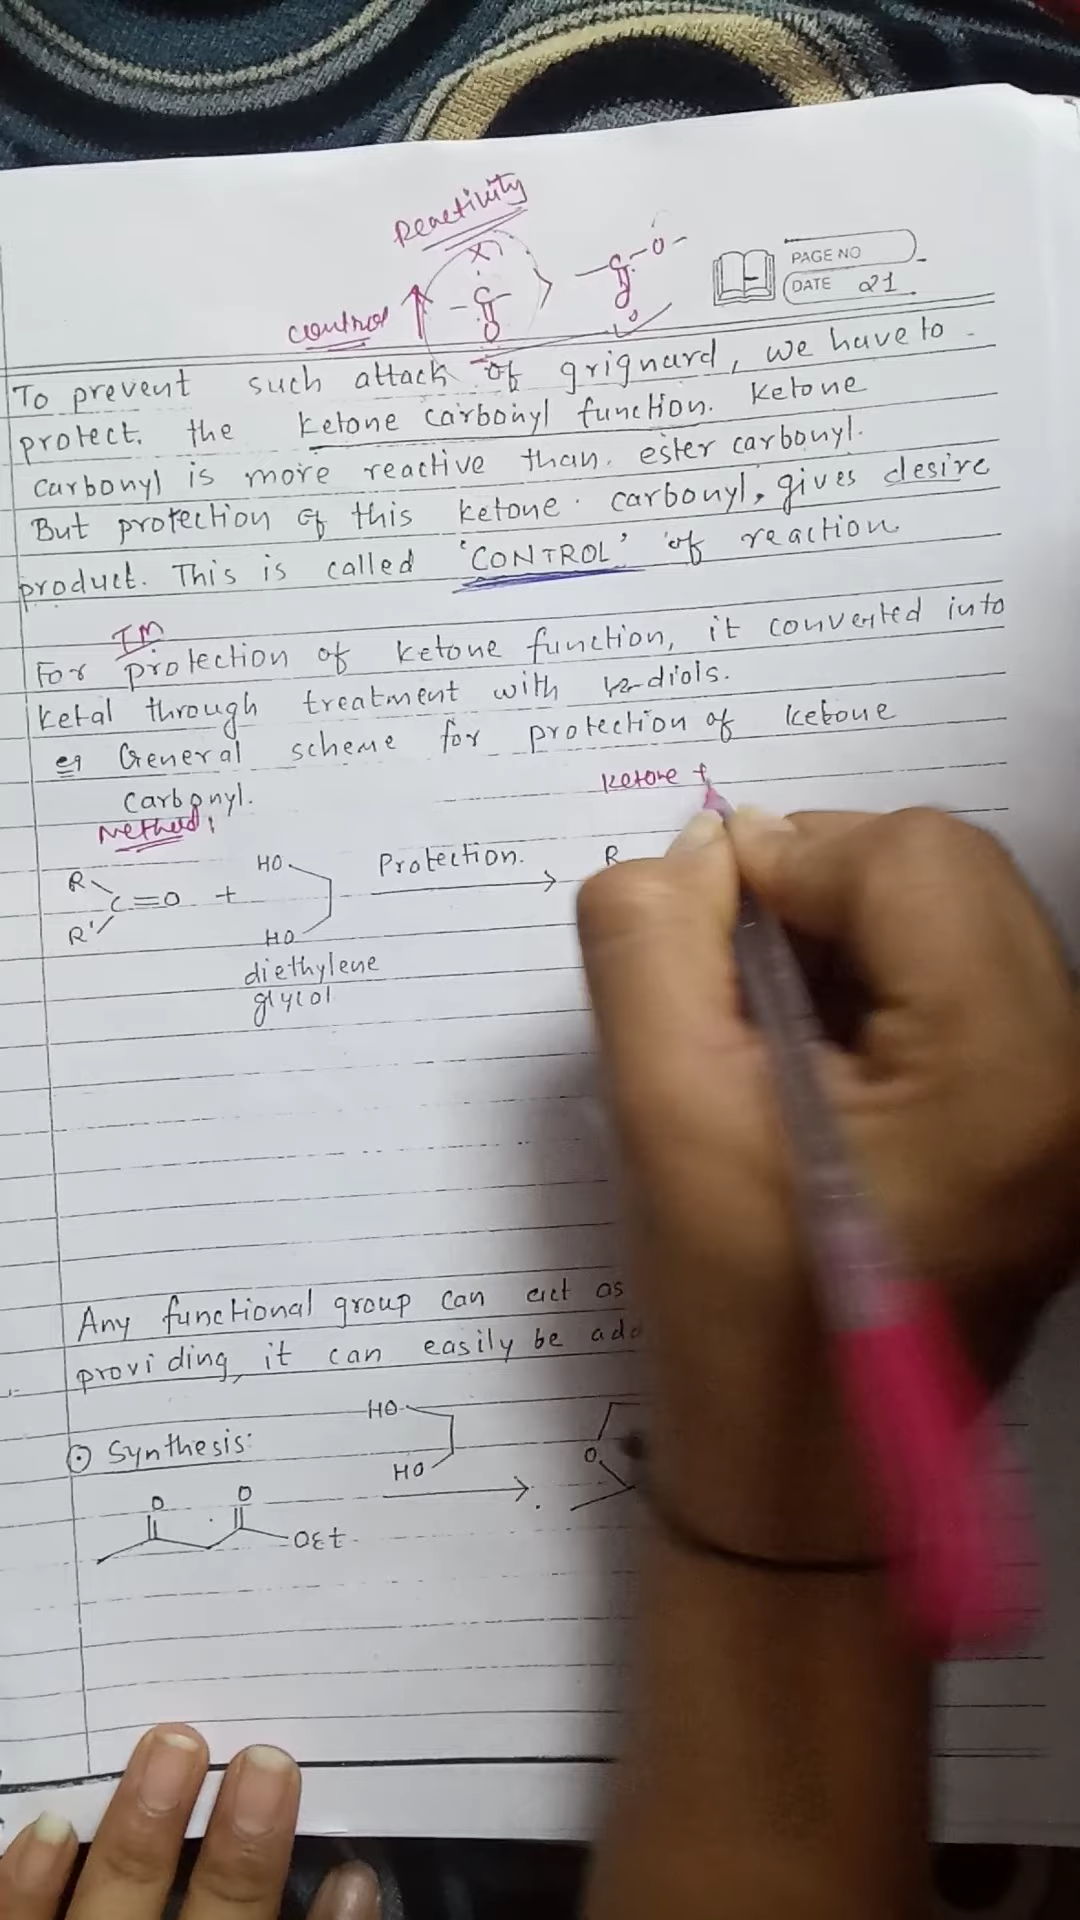 Reactivity
X
-C- > -C-O-
O
O
control
PAGE NO
DATE 21
To prevent such attack of grignard, we have to
protect. the ketone carbonyl function. ketone
carbonyl is more reactive than. ester carbonyl.
But protection of this ketone carbonyl, gives desire
product. This is called 'CONTROL' of reaction
TM
For protection of ketone function, it converted into
ketal through treatment with diols.
eg General scheme for protection of ketone
carbonyl.
ketone +
Method:
R
R'
C=O +
HO
HO
Protection.
R
diethylene
glycol
Any functional group can act as
providing, it can easily be
Synthesis:
HO
HO
O
O
O
OEt